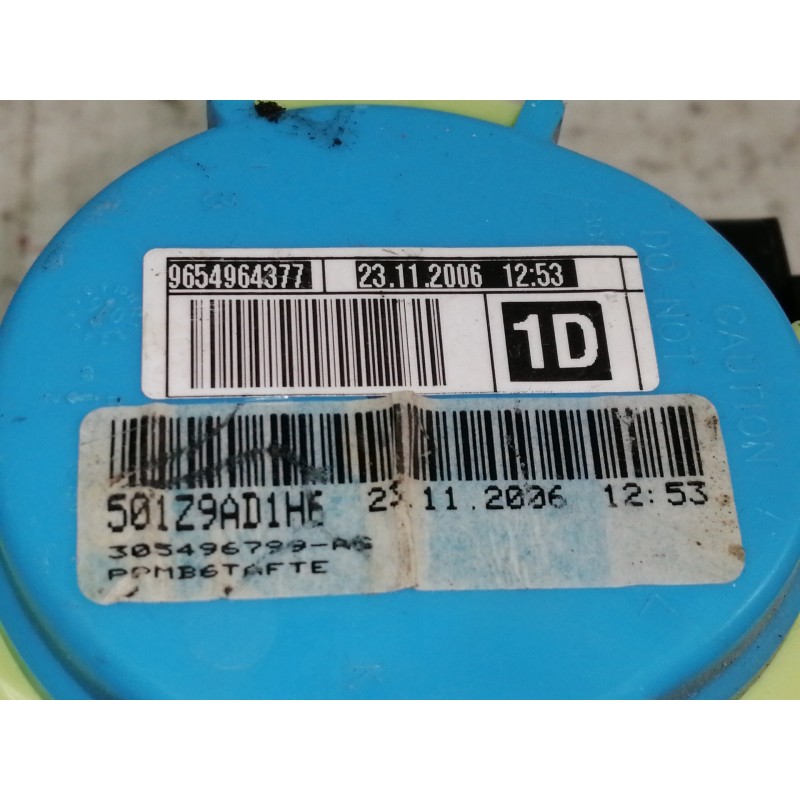 9654964377 23.11.2006 12:53
1D
501Z9AD1H6 23.11.2006 12:53
305496799-AG
PPMB6TAFTE
CAUTION
DO NOT